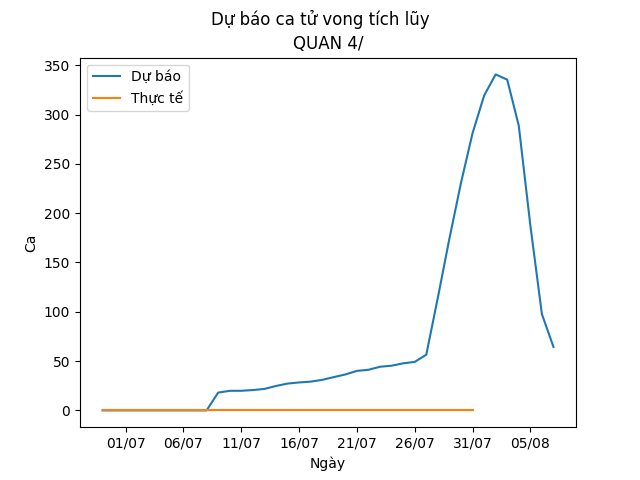 Dự báo ca tử vong tích lũy
QUAN 4/
Dự báo
Thực tế
350
300
250
200
150
100
50
0
Ca
01/07 06/07 11/07 16/07 21/07 26/07 31/07 05/08
Ngày